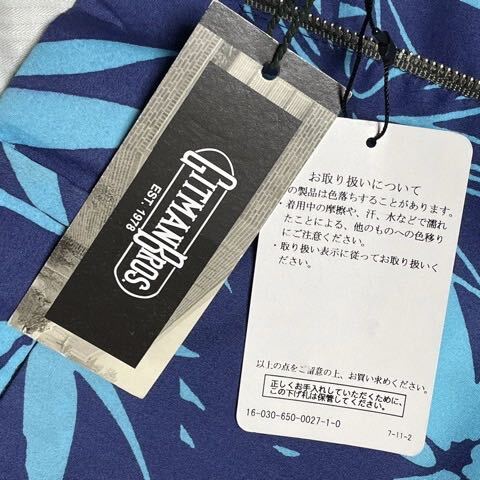 GITMAN BROS
EST. 1978
お取り扱いについて
の製品は色落ちすることがあります。
・着用中の摩擦や、汗、水などで濡れ
たことによる、他のものへの色移り
にご注意ください。
・取り扱い表示に従ってお取り扱いく
ださい。
以上の点をご留意の上、お買い求めください。
正しくお手入れしていただくために、
この下げ札は保管してください。
16-030-650-0027-1-0
7-11-2